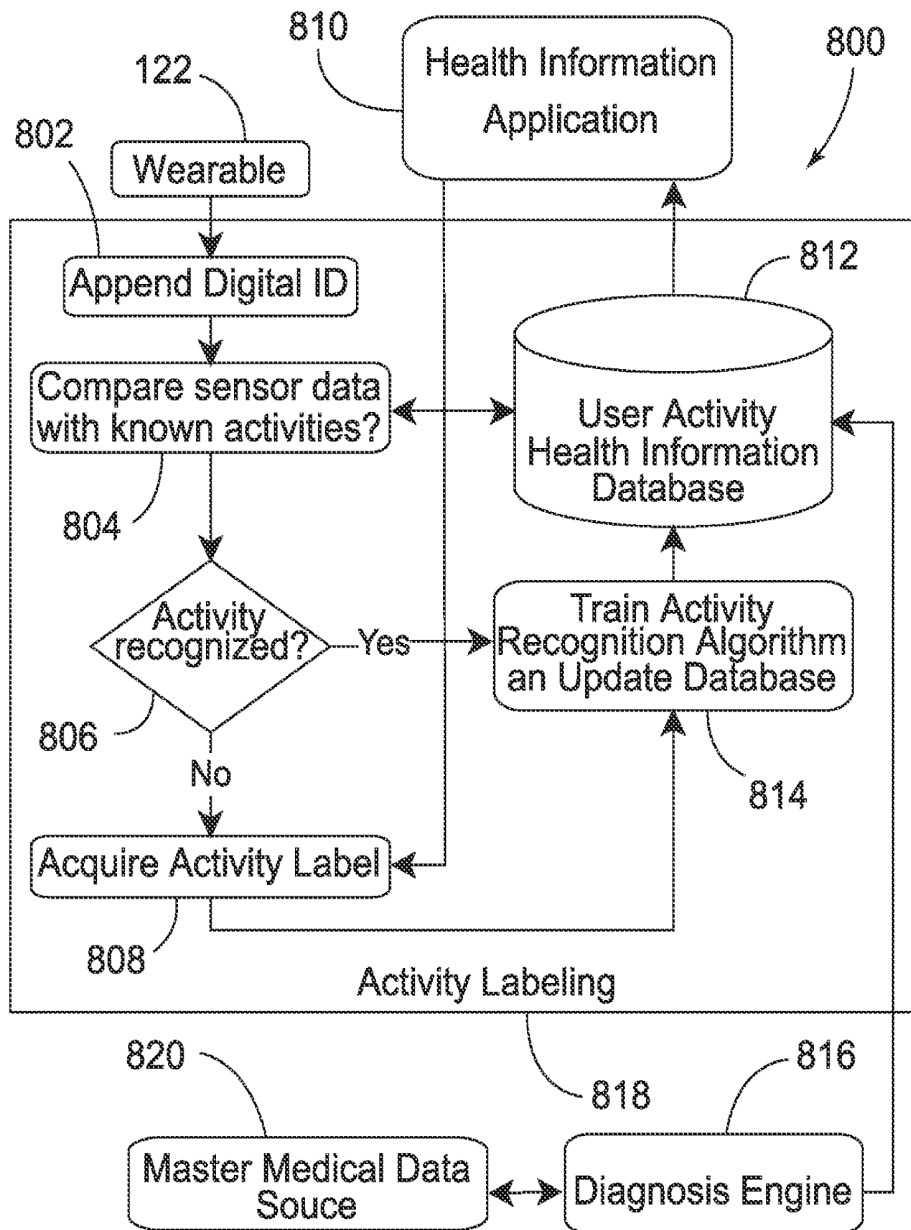 810
Health Information
Application
800
122
802
Wearable
Append Digital ID
812
Compare sensor data
with known activities?
User Activity
Health Information
Database
804
Activity
recognized?
Yes
Train Activity
Recognition Algorithm
an Update Database
806
No
814
Acquire Activity Label
808
Activity Labeling
820
816
818
Master Medical Data
Souce
Diagnosis Engine